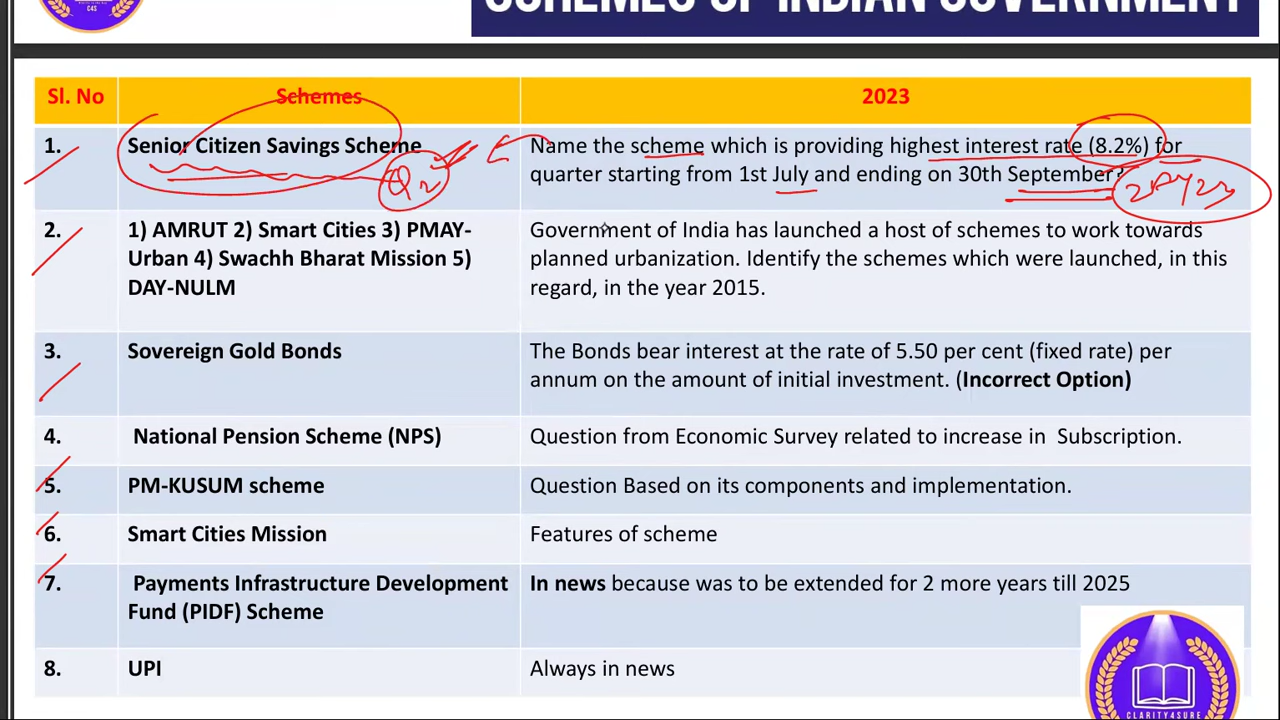 C4S
SCHEMES OF INDIAN GOVERNMENT
Sl. No
Schemes
2023
1.
Senior Citizen Savings Scheme
Name the scheme which is providing highest interest rate (8.2%) for
quarter starting from 1st July and ending on 30th September?
Q2
2.
1) AMRUT 2) Smart Cities 3) PMAY-
Urban 4) Swachh Bharat Mission 5)
DAY-NULM
Government of India has launched a host of schemes to work towards
planned urbanization. Identify the schemes which were launched, in this
regard, in the year 2015.
3.
Sovereign Gold Bonds
The Bonds bear interest at the rate of 5.50 per cent (fixed rate) per
annum on the amount of initial investment. (Incorrect Option)
4.
National Pension Scheme (NPS)
Question from Economic Survey related to increase in Subscription.
5.
PM-KUSUM scheme
Question Based on its components and implementation.
6.
Smart Cities Mission
Features of scheme
7.
Payments Infrastructure Development
Fund (PIDF) Scheme
In news because was to be extended for 2 more years till 2025
8.
UPI
Always in news
CLARITY4SURE